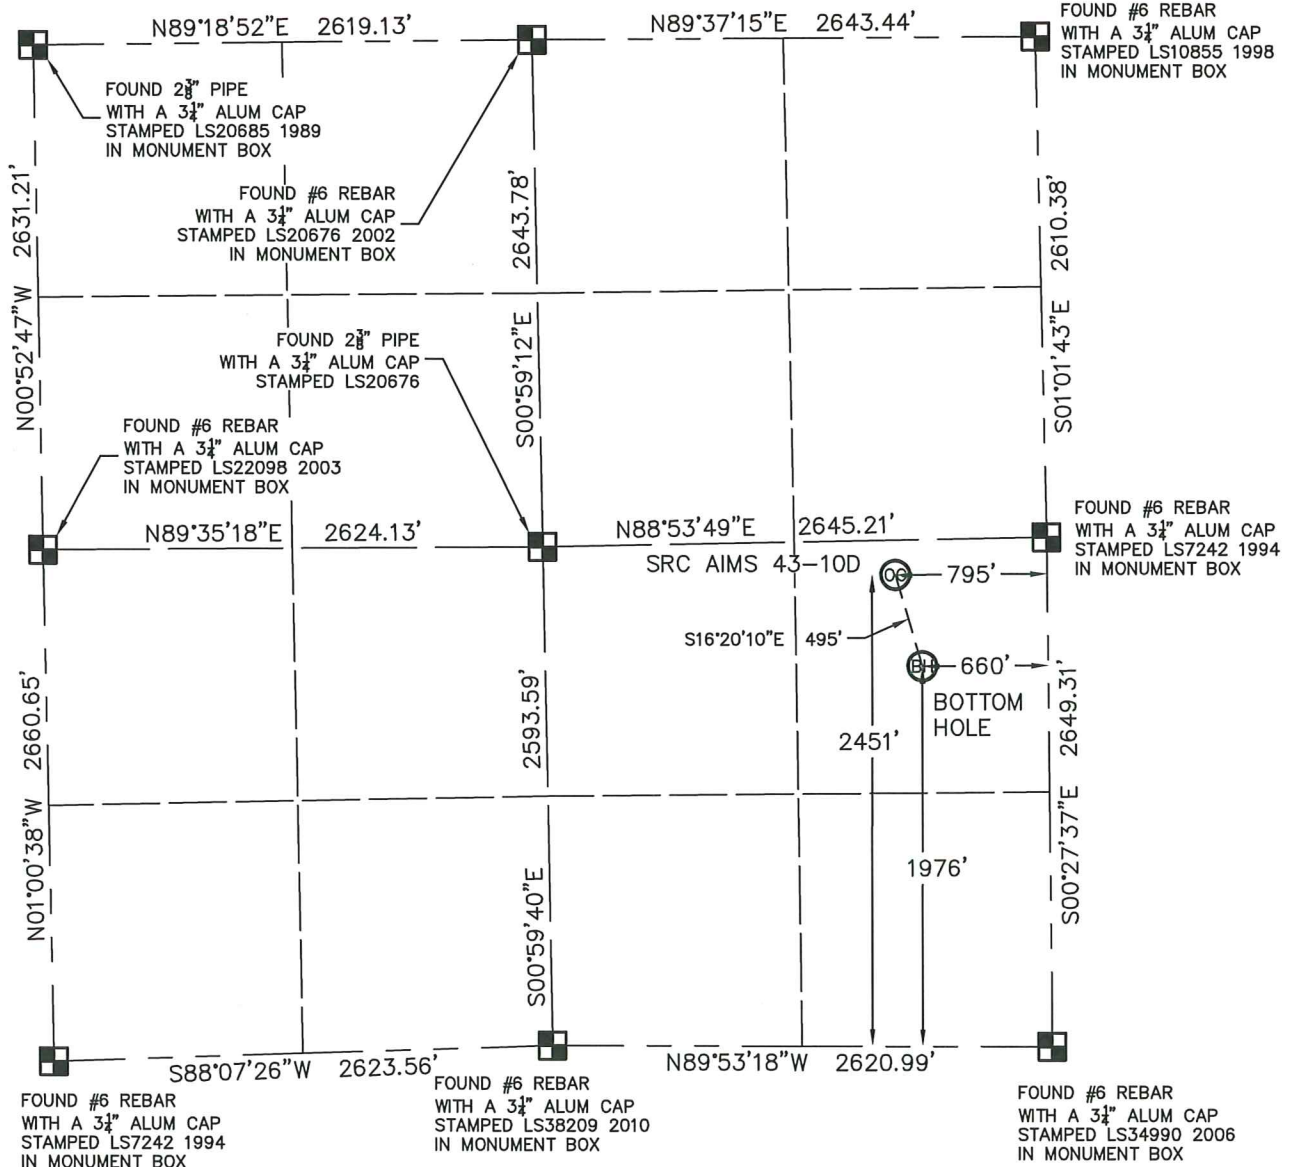 N89°18'52"E 2619.13'
N89°37'15"E 2643.44'
FOUND #6 REBAR
WITH A 3¼" ALUM CAP
STAMPED LS10855 1998
IN MONUMENT BOX
FOUND 2⅜" PIPE
WITH A 3¼" ALUM CAP
STAMPED LS20685 1989
IN MONUMENT BOX
FOUND #6 REBAR
WITH A 3¼" ALUM CAP
STAMPED LS20676 2002
IN MONUMENT BOX
N00°52'47"W 2631.21'
S00°59'12"E 2643.78'
S01°01'43"E 2610.38'
FOUND 2⅜" PIPE
WITH A 3¼" ALUM CAP
STAMPED LS20676
FOUND #6 REBAR
WITH A 3¼" ALUM CAP
STAMPED LS22098 2003
IN MONUMENT BOX
N89°35'18"E 2624.13'
N88°53'49"E 2645.21'
FOUND #6 REBAR
WITH A 3¼" ALUM CAP
STAMPED LS7242 1994
IN MONUMENT BOX
SRC AIMS 43-10D
OG
795'
S16°20'10"E 495'
BH
660'
BOTTOM
HOLE
2451'
1976'
N01°00'38"W 2660.65'
S00°59'40"E 2593.59'
S00°27'37"E 2649.31'
S88°07'26"W 2623.56'
N89°53'18"W 2620.99'
FOUND #6 REBAR
WITH A 3¼" ALUM CAP
STAMPED LS7242 1994
IN MONUMENT BOX
FOUND #6 REBAR
WITH A 3¼" ALUM CAP
STAMPED LS38209 2010
IN MONUMENT BOX
FOUND #6 REBAR
WITH A 3¼" ALUM CAP
STAMPED LS34990 2006
IN MONUMENT BOX